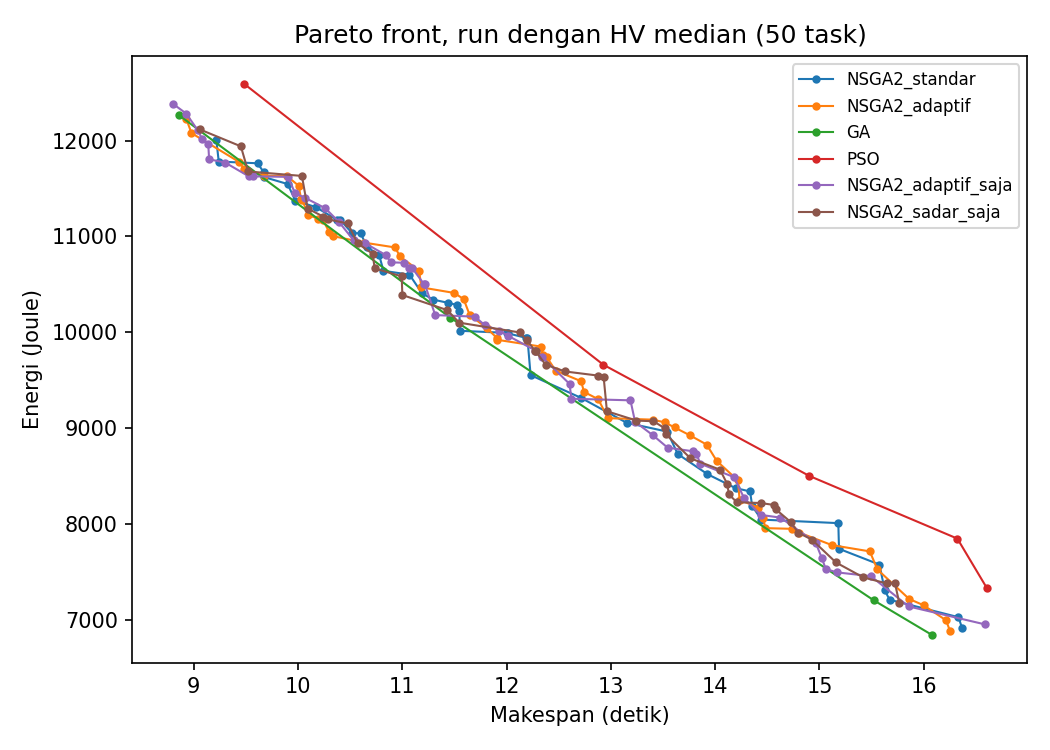 Pareto front, run dengan HV median (50 task)
NSGA2_standar
NSGA2_adaptif
GA
PSO
NSGA2_adaptif_saja
NSGA2_sadar_saja
Energi (Joule)
12000
11000
10000
9000
8000
7000
9 10 11 12 13 14 15 16
Makespan (detik)